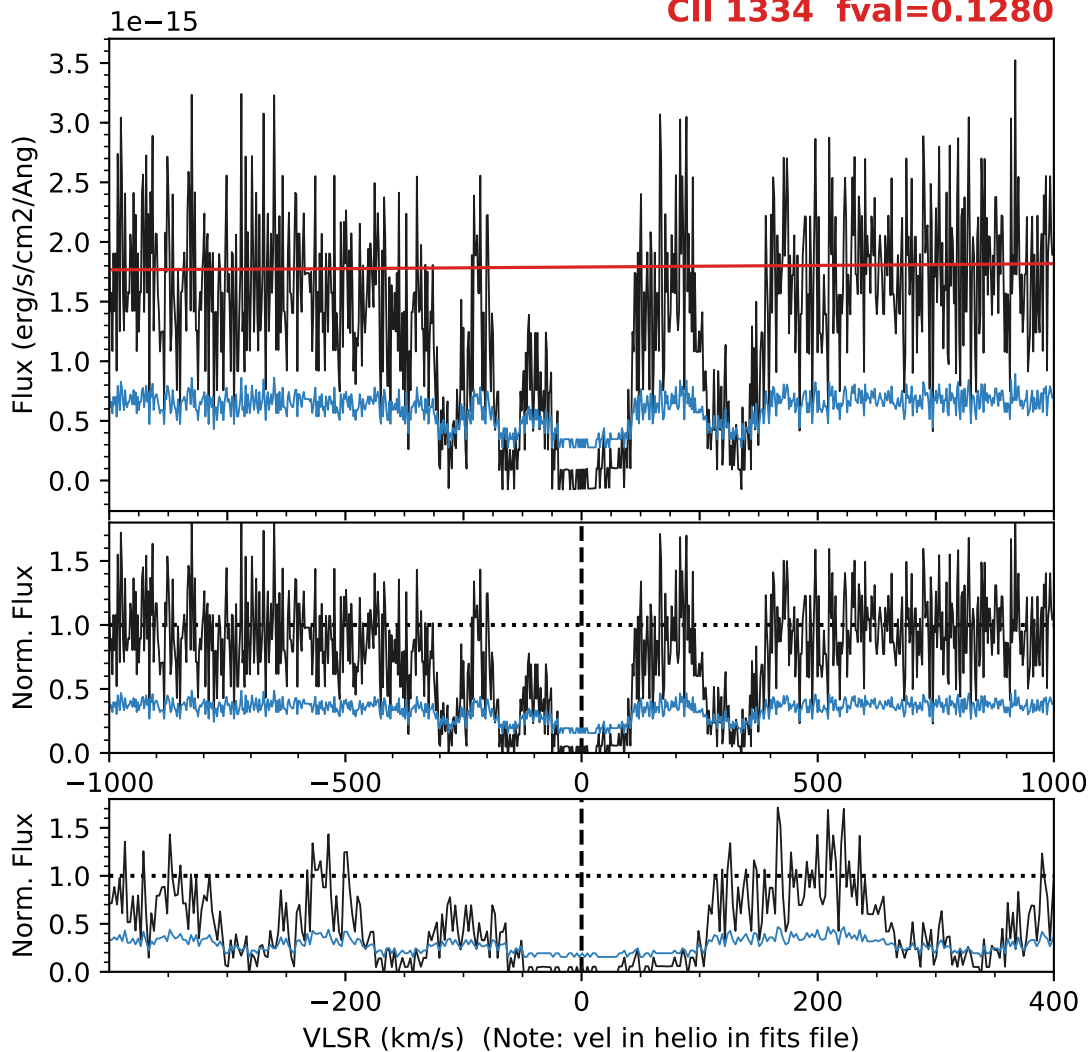 CII 1334 fval=0.1280
1e−15
3.5
3.0
2.5
2.0
1.5
1.0
0.5
0.0
Flux (erg/s/cm2/Ang)
1.5
1.0
0.5
0.0
Norm. Flux
−1000 −500 0 500 1000
1.5
1.0
0.5
0.0
Norm. Flux
−200 0 200 400
VLSR (km/s) (Note: vel in helio in fits file)